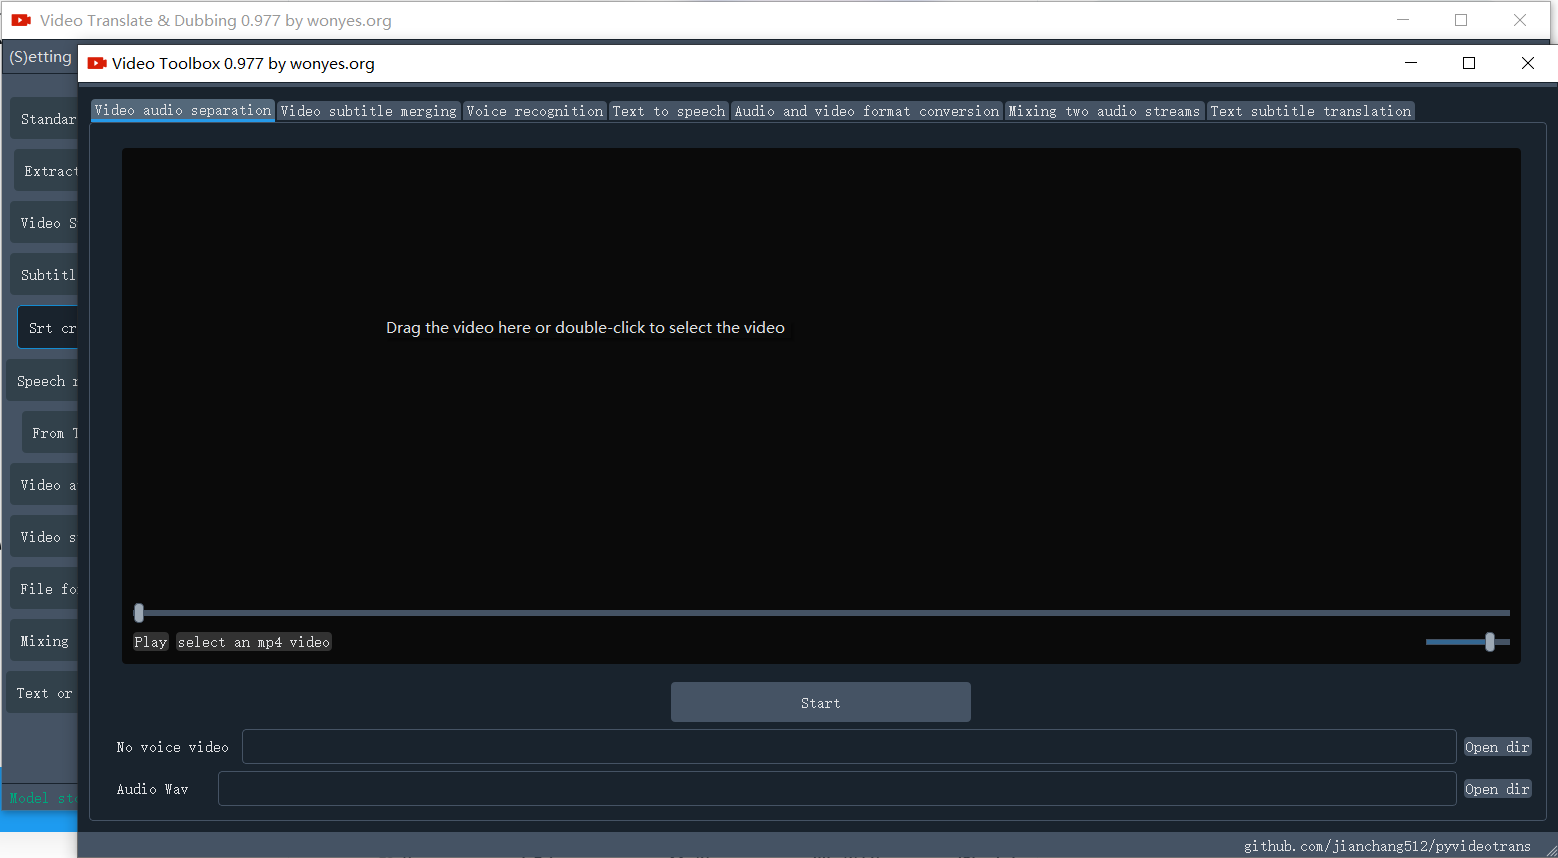 Video Translate & Dubbing 0.977 by wonyes.org
(S)etting
Video Toolbox 0.977 by wonyes.org
Video audio separation Video subtitle merging Voice recognition Text to speech Audio and video format conversion Mixing two audio streams Text subtitle translation
Standar
Extract
Video S
Subtitl
Srt cr
Speech r
From T
Video a
Video s
File fo
Mixing
Text or
Model sto
Drag the video here or double-click to select the video
Play select an mp4 video
Start
No voice video Open dir
Audio Wav Open dir
github.com/jianchang512/pyvideotrans